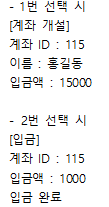 - 1번 선택 시
[계좌 개설]
계좌 ID : 115
이름 : 홍길동
입금액 : 15000

- 2번 선택 시
[입금]
계좌 ID : 115
입금액 : 1000
입금 완료